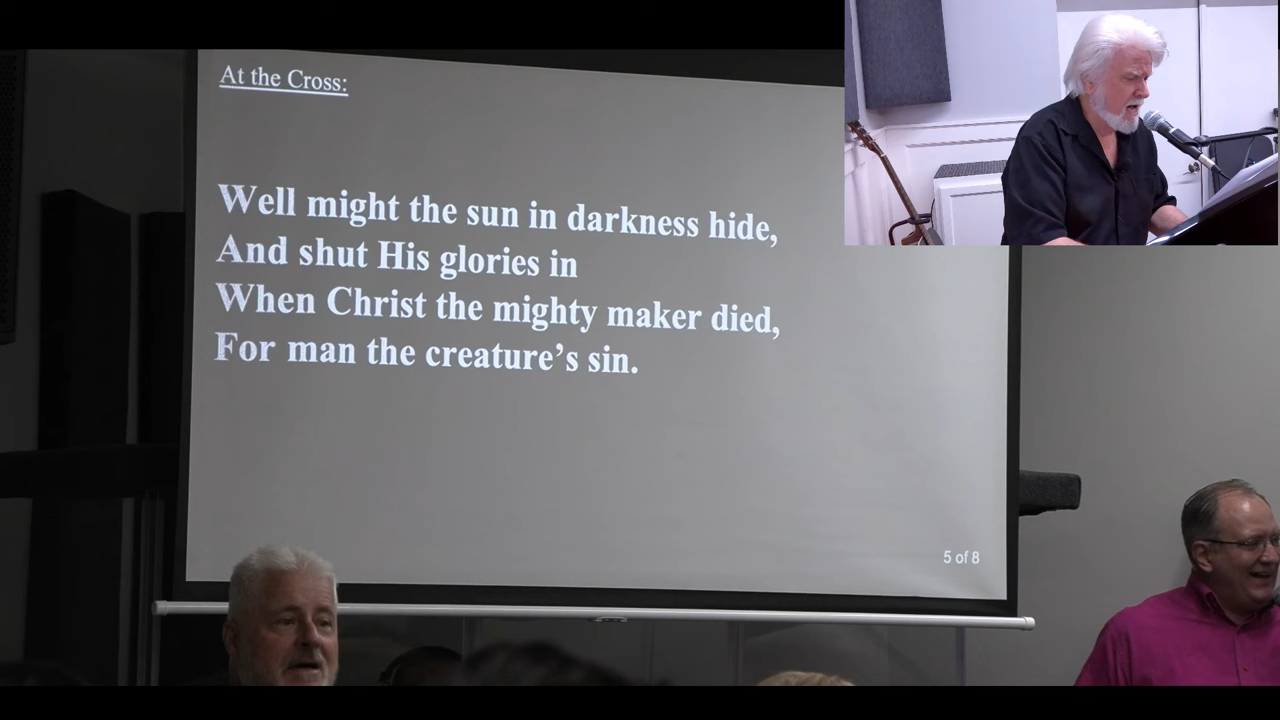 At the Cross:
Well might the sun in darkness hide,
And shut His glories in
When Christ the mighty maker died,
For man the creature’s sin.
5 of 8